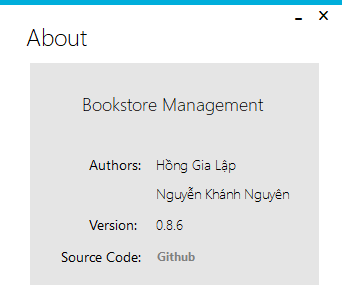 About
Bookstore Management
Authors: Hồng Gia Lập
Nguyễn Khánh Nguyên
Version: 0.8.6
Source Code: Github